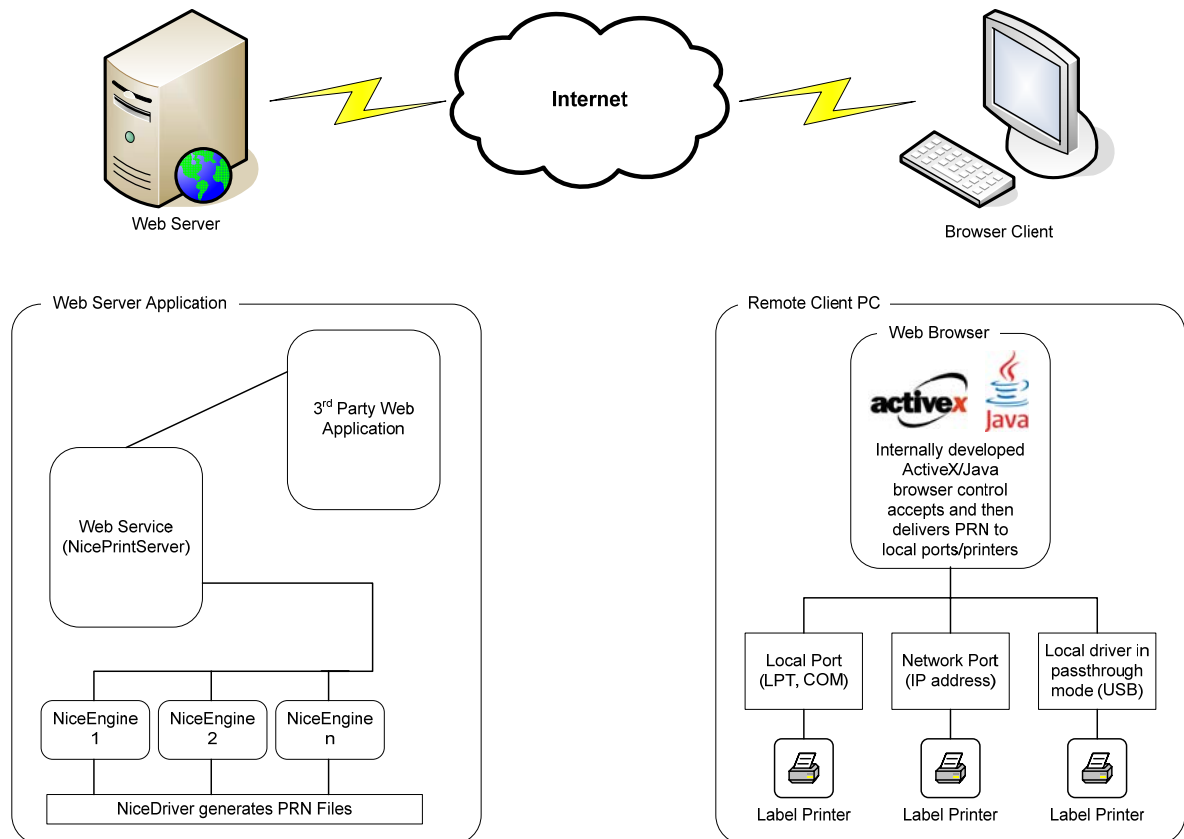 Internet
Web Server
Browser Client
Web Server Application
3rd Party Web
Application
Web Service
(NicePrintServer)
NiceEngine
1
NiceEngine
2
NiceEngine
n
NiceDriver generates PRN Files
Remote Client PC
Web Browser
activex
Java
Internally developed
ActiveX/Java
browser control
accepts and then
delivers PRN to
local ports/printers
Local Port
(LPT, COM)
Network Port
(IP address)
Local driver in
passthrough
mode (USB)
Label Printer
Label Printer
Label Printer